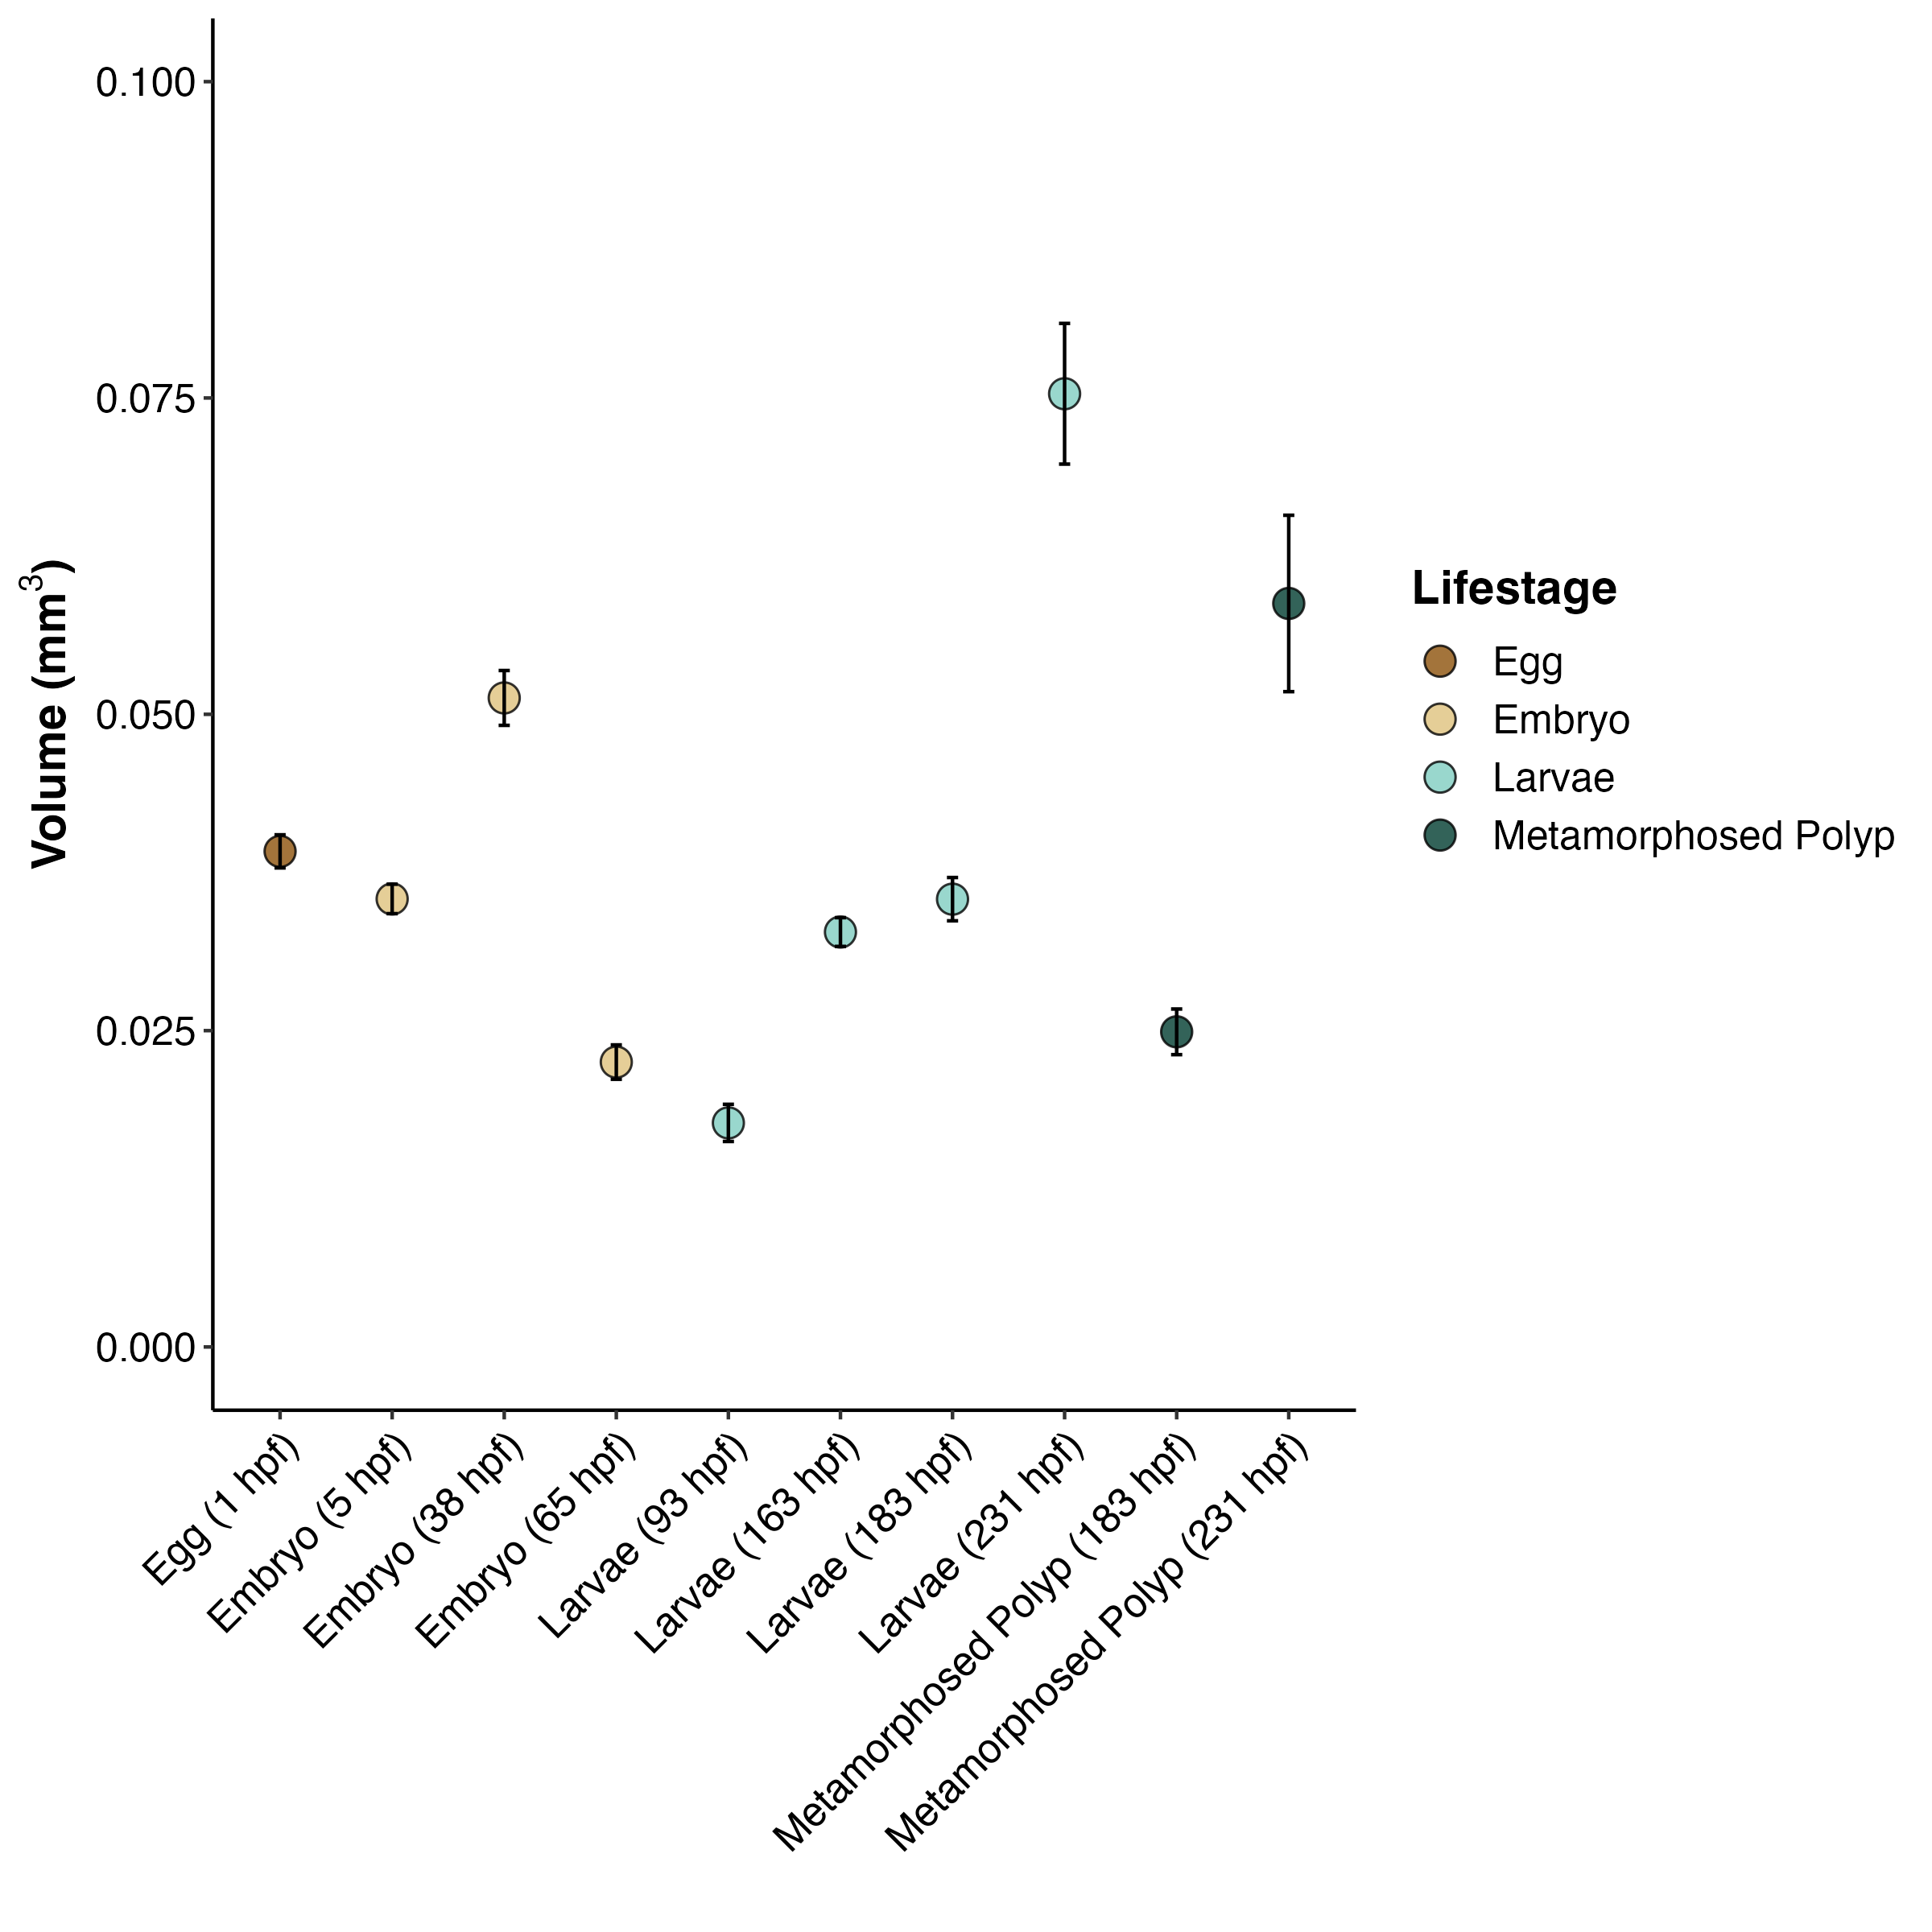 0.100
0.075
0.050
0.025
0.000
Volume (mm³)
Egg (1 hpf)
Embryo (5 hpf)
Embryo (38 hpf)
Embryo (65 hpf)
Larvae (93 hpf)
Larvae (163 hpf)
Larvae (183 hpf)
Larvae (231 hpf)
Metamorphosed Polyp (183 hpf)
Metamorphosed Polyp (231 hpf)
Lifestage
Egg
Embryo
Larvae
Metamorphosed Polyp